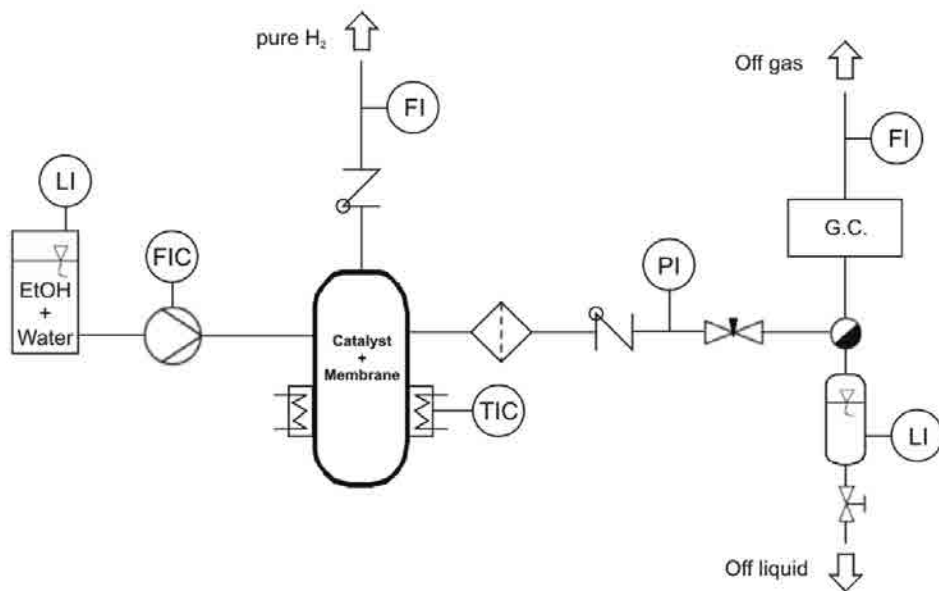 pure H₂
Off gas
FI
FI
LI
G.C.
FIC
PI
EtOH
+
Water
Catalyst
+
Membrane
TIC
LI
Off liquid